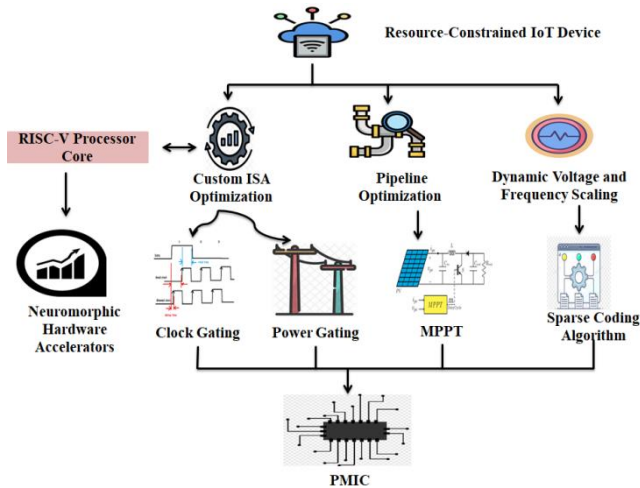 Resource-Constrained IoT Device
RISC-V Processor
Core
Custom ISA
Optimization
Pipeline
Optimization
Dynamic Voltage and
Frequency Scaling
Neuromorphic
Hardware
Accelerators
Clock Gating
Power Gating
MPPT
MPPT
Sparse Coding
Algorithm
PMIC